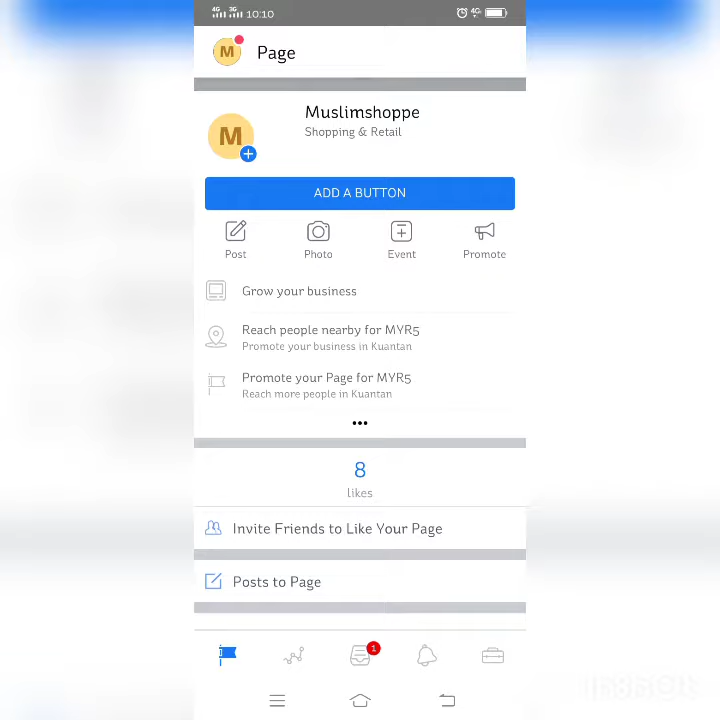 4G 3G 10:10 4G
M Page
Muslimshoppe
M
Shopping & Retail
ADD A BUTTON
Post Photo Event Promote
Grow your business
Reach people nearby for MYR5
Promote your business in Kuantan
Promote your Page for MYR5
Reach more people in Kuantan
8
likes
Invite Friends to Like Your Page
Posts to Page
1